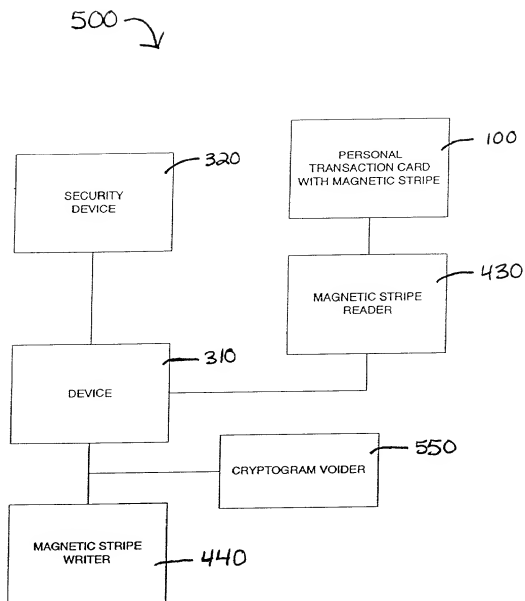 500
320
SECURITY
DEVICE
100
PERSONAL
TRANSACTION CARD
WITH MAGNETIC STRIPE
430
MAGNETIC STRIPE
READER
310
DEVICE
550
CRYPTOGRAM VOIDER
MAGNETIC STRIPE
WRITER
440